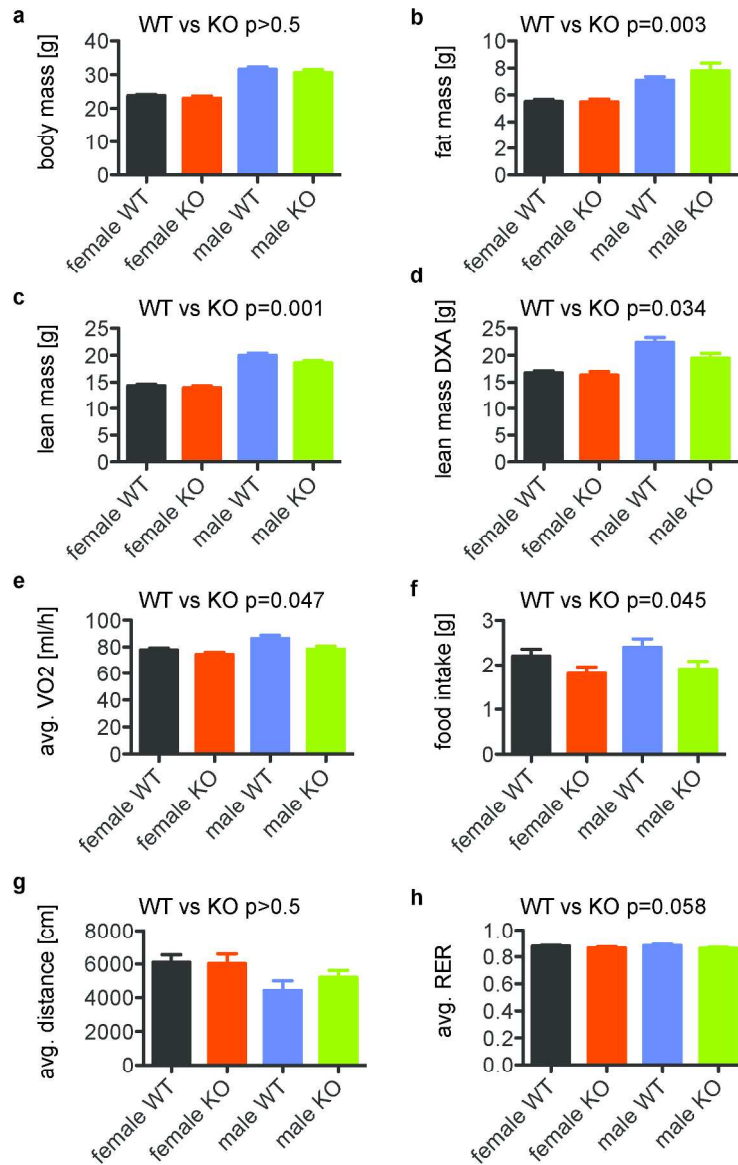 a
WT vs KO p>0.5
body mass [g]
40
30
20
10
0
female WT
female KO
male WT
male KO
b
WT vs KO p=0.003
fat mass [g]
10
8
6
4
2
0
female WT
female KO
male WT
male KO
c
WT vs KO p=0.001
lean mass [g]
25
20
15
10
5
0
female WT
female KO
male WT
male KO
d
WT vs KO p=0.034
lean mass DXA [g]
25
20
15
10
5
0
female WT
female KO
male WT
male KO
e
WT vs KO p=0.047
avg. VO2 [ml/h]
100
80
60
40
20
0
female WT
female KO
male WT
male KO
f
WT vs KO p=0.045
food intake [g]
3
2
1
0
female WT
female KO
male WT
male KO
g
WT vs KO p>0.5
avg. distance [cm]
8000
6000
4000
2000
0
female WT
female KO
male WT
male KO
h
WT vs KO p=0.058
avg. RER
1.0
0.8
0.6
0.4
0.2
0.0
female WT
female KO
male WT
male KO